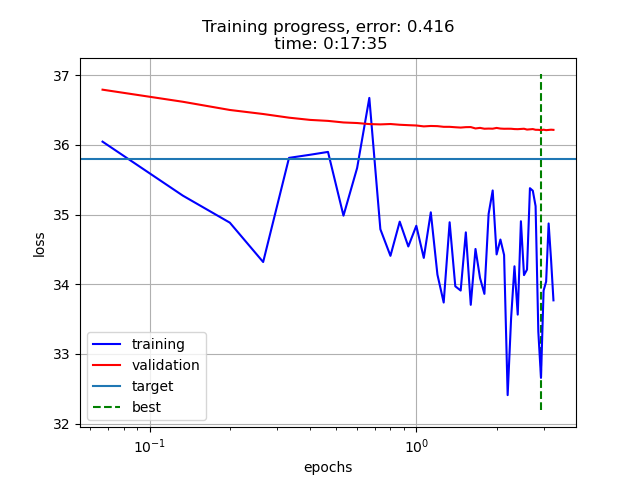 Training progress, error: 0.416
time: 0:17:35
37
36
35
34
33
32
loss
training
validation
target
best
10⁻¹
10⁰
epochs